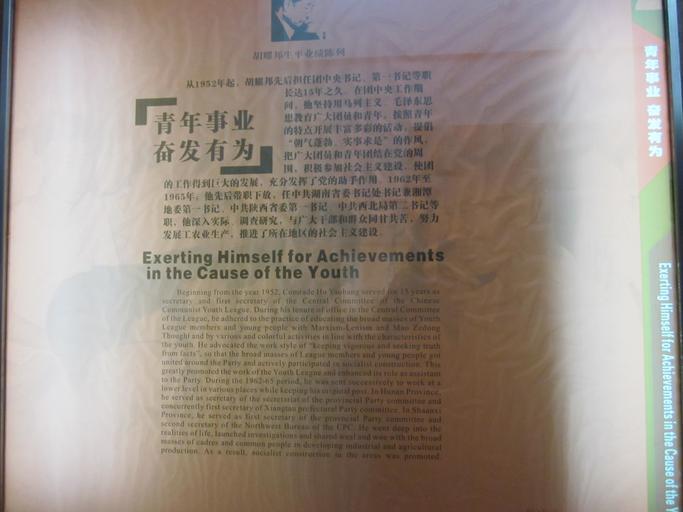 胡耀邦生平业绩陈列
从1952年起，胡耀邦先后担任团中央书记、第一书记等职
长达15年之久。在团中央工作期
间，他坚持用马列主义、毛泽东思
想教育广大团员和青年，按照青年
的特点开展丰富多彩的活动，提倡
“朝气蓬勃，实事求是”的作风，
把广大团员和青年团结在党的周
围，积极参加社会主义建设，使团
青年事业
奋发有为
的工作得到巨大的发展，充分发挥了党的助手作用。1962年至
1965年，他先后带职下放，任中共湖南省委书记处书记兼湘潭
地委第一书记、中共陕西省委第一书记、中共西北局第二书记等
职，他深入实际，调查研究，与广大干部和群众同甘共苦，努力
发展工农业生产，推进了所在地区的社会主义建设。
Exerting Himself for Achievements
in the Cause of the Youth
Beginning from the year 1952, Comrade Hu Yaobang served for 15 years as
secretary and first secretary of the Central Committee of the Chinese
Communist Youth League. During his tenure of office in the Central Committee
of the League, he adhered to the practice of educating the broad masses of Youth
League members and young people with Marxism-Leninism and Mao Zedong
Thought and by various and colorful activities in line with the characteristics of
the youth. He advocated the work style of "keeping vigorous and seeking truth
from facts", so that the broad masses of League members and young people got
united around the Party and actively participated in socialist construction. This
greatly promoted the work of the Youth League and enhanced its role as assistant
to the Party. During the 1962-65 period, he was sent successively to work at a
lower level in various places while keeping his original post. In Hunan Province,
he served as secretary of the secretariat of the provincial Party committee and
concurrently first secretary of Xiangtan prefectural Party committee. In Shaanxi
Province, he served as first secretary of the provincial Party committee and
second secretary of the Northwest Bureau of the CPC. He went deep into the
realities of life, launched investigations and shared weal and woe with the broad
masses of cadres and common people in developing industrial and agricultural
production. As a result, socialist construction in the areas was promoted.
青年事业 奋发有为
Exerting Himself for Achievements in the Cause of the Y